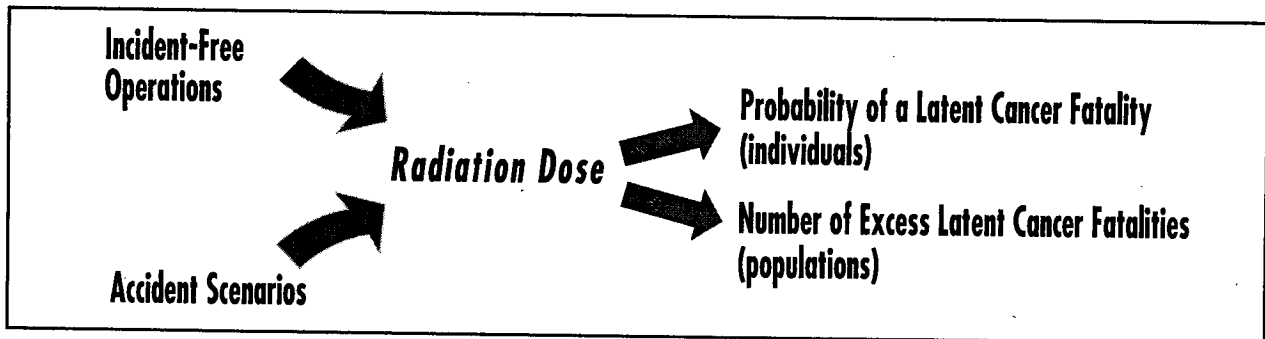 Incident-Free
Operations
Radiation Dose
Accident Scenarios
Probability of a Latent Cancer Fatality
(individuals)
Number of Excess Latent Cancer Fatalities
(populations)